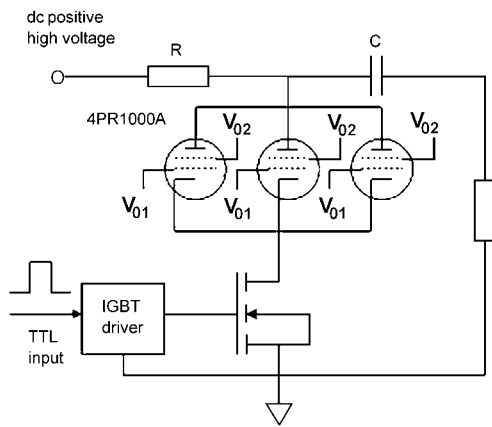 dc positive
high voltage
R
C
4PR1000A
V02
V02
V02
V01
V01
V01
IGBT
driver
TTL
input